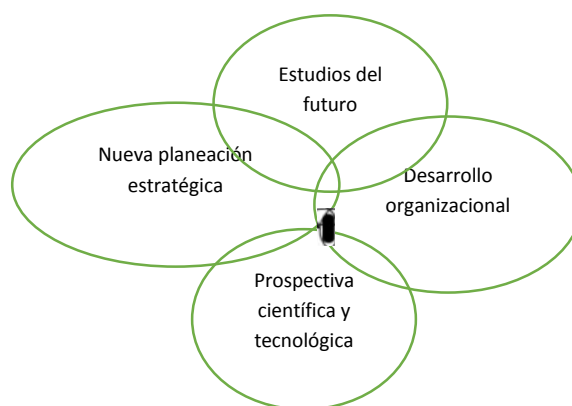 Estudios del
futuro
Nueva planeación
estratégica
Desarrollo
organizacional
Prospectiva
científica y
tecnológica